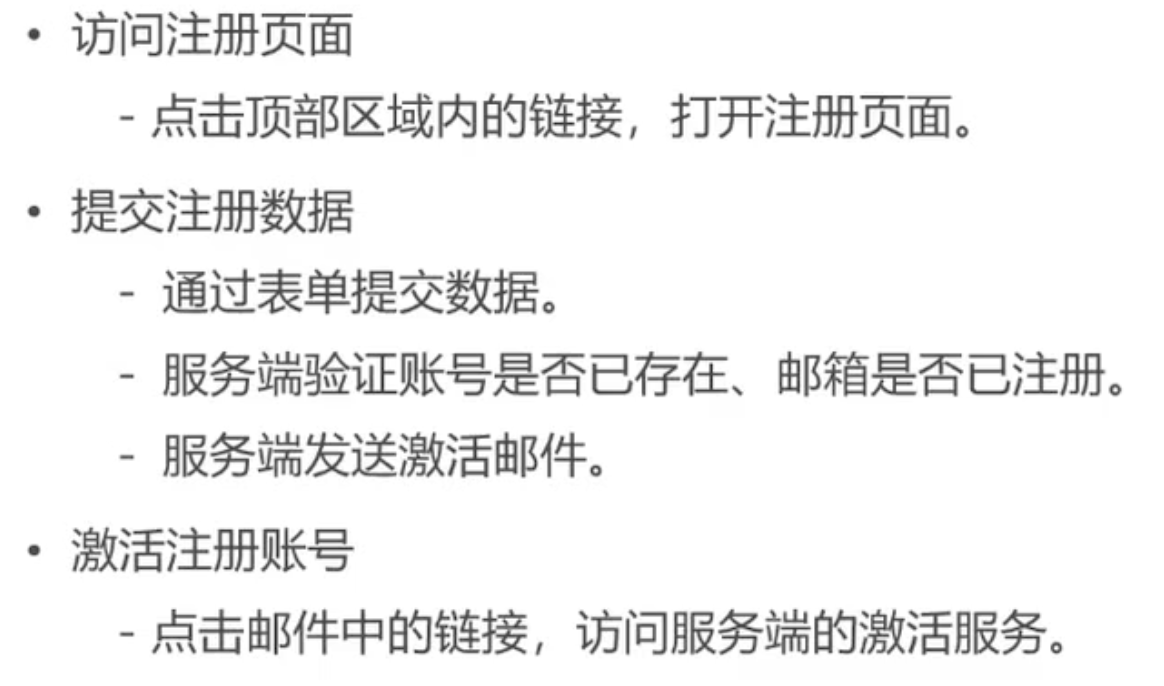 • 访问注册页面
- 点击顶部区域内的链接，打开注册页面。
• 提交注册数据
- 通过表单提交数据。
- 服务端验证账号是否已存在、邮箱是否已注册。
- 服务端发送激活邮件。
• 激活注册账号
- 点击邮件中的链接，访问服务端的激活服务。